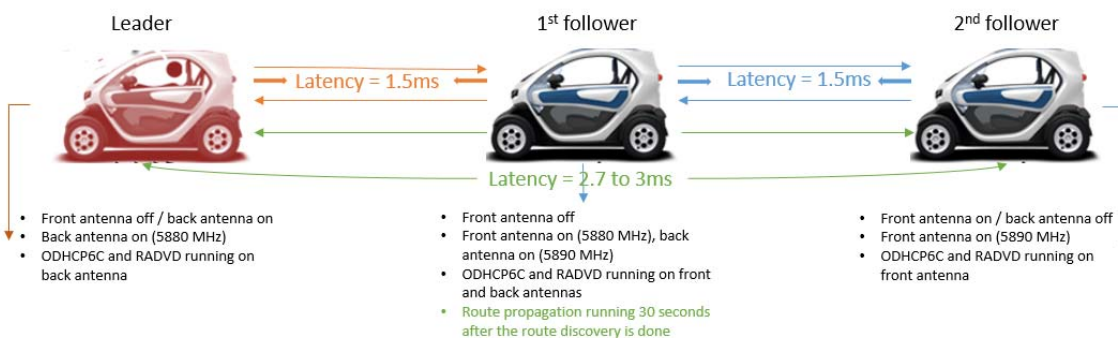 Leader
1st follower
2nd follower
Latency = 1.5ms
Latency = 1.5ms
Latency = 2.7 to 3ms
• Front antenna off / back antenna on
• Back antenna on (5880 MHz)
• ODHCP6C and RADVD running on
back antenna
• Front antenna off
• Front antenna on (5880 MHz), back
antenna on (5890 MHz)
• ODHCP6C and RADVD running on front
and back antennas
• Route propagation running 30 seconds
after the route discovery is done
• Front antenna on / back antenna off
• Front antenna on (5890 MHz)
• ODHCP6C and RADVD running on
front antenna